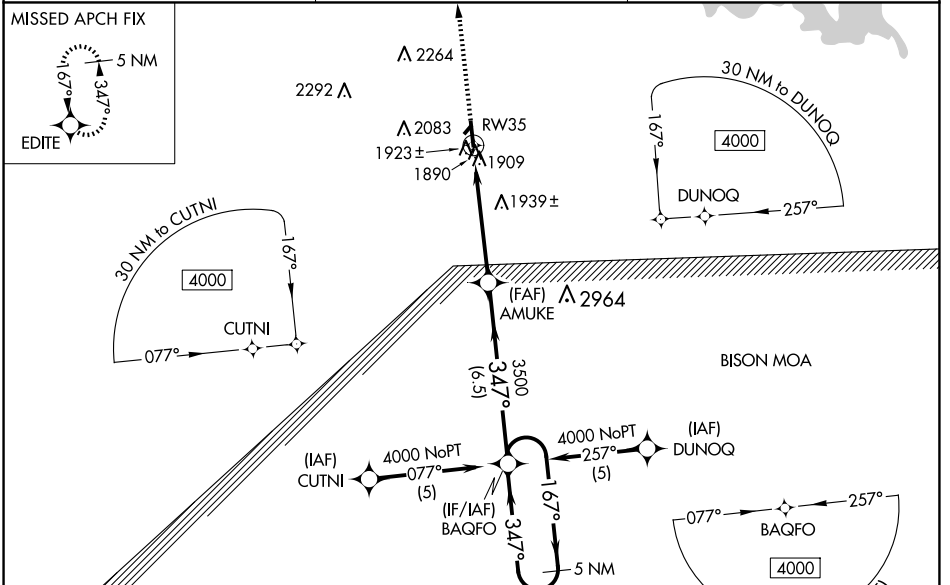 MISSED APCH FIX
5 NM
167°
347°
EDITE
2264
2292
2083
RW35
1923±
1909
1890
1939±
30 NM to DUNOQ
4000
167°
DUNOQ
257°
30 NM to CUTNI
4000
167°
CUTNI
077°
(FAF)
AMUKE
2964
BISON MOA
3500
347°
(6.5)
(IAF)
CUTNI
4000 NoPT
077°
(5)
4000 NoPT
257°
(5)
(IAF)
DUNOQ
(IF/IAF)
BAQFO
347°
167°
5 NM
077°
257°
BAQFO
4000